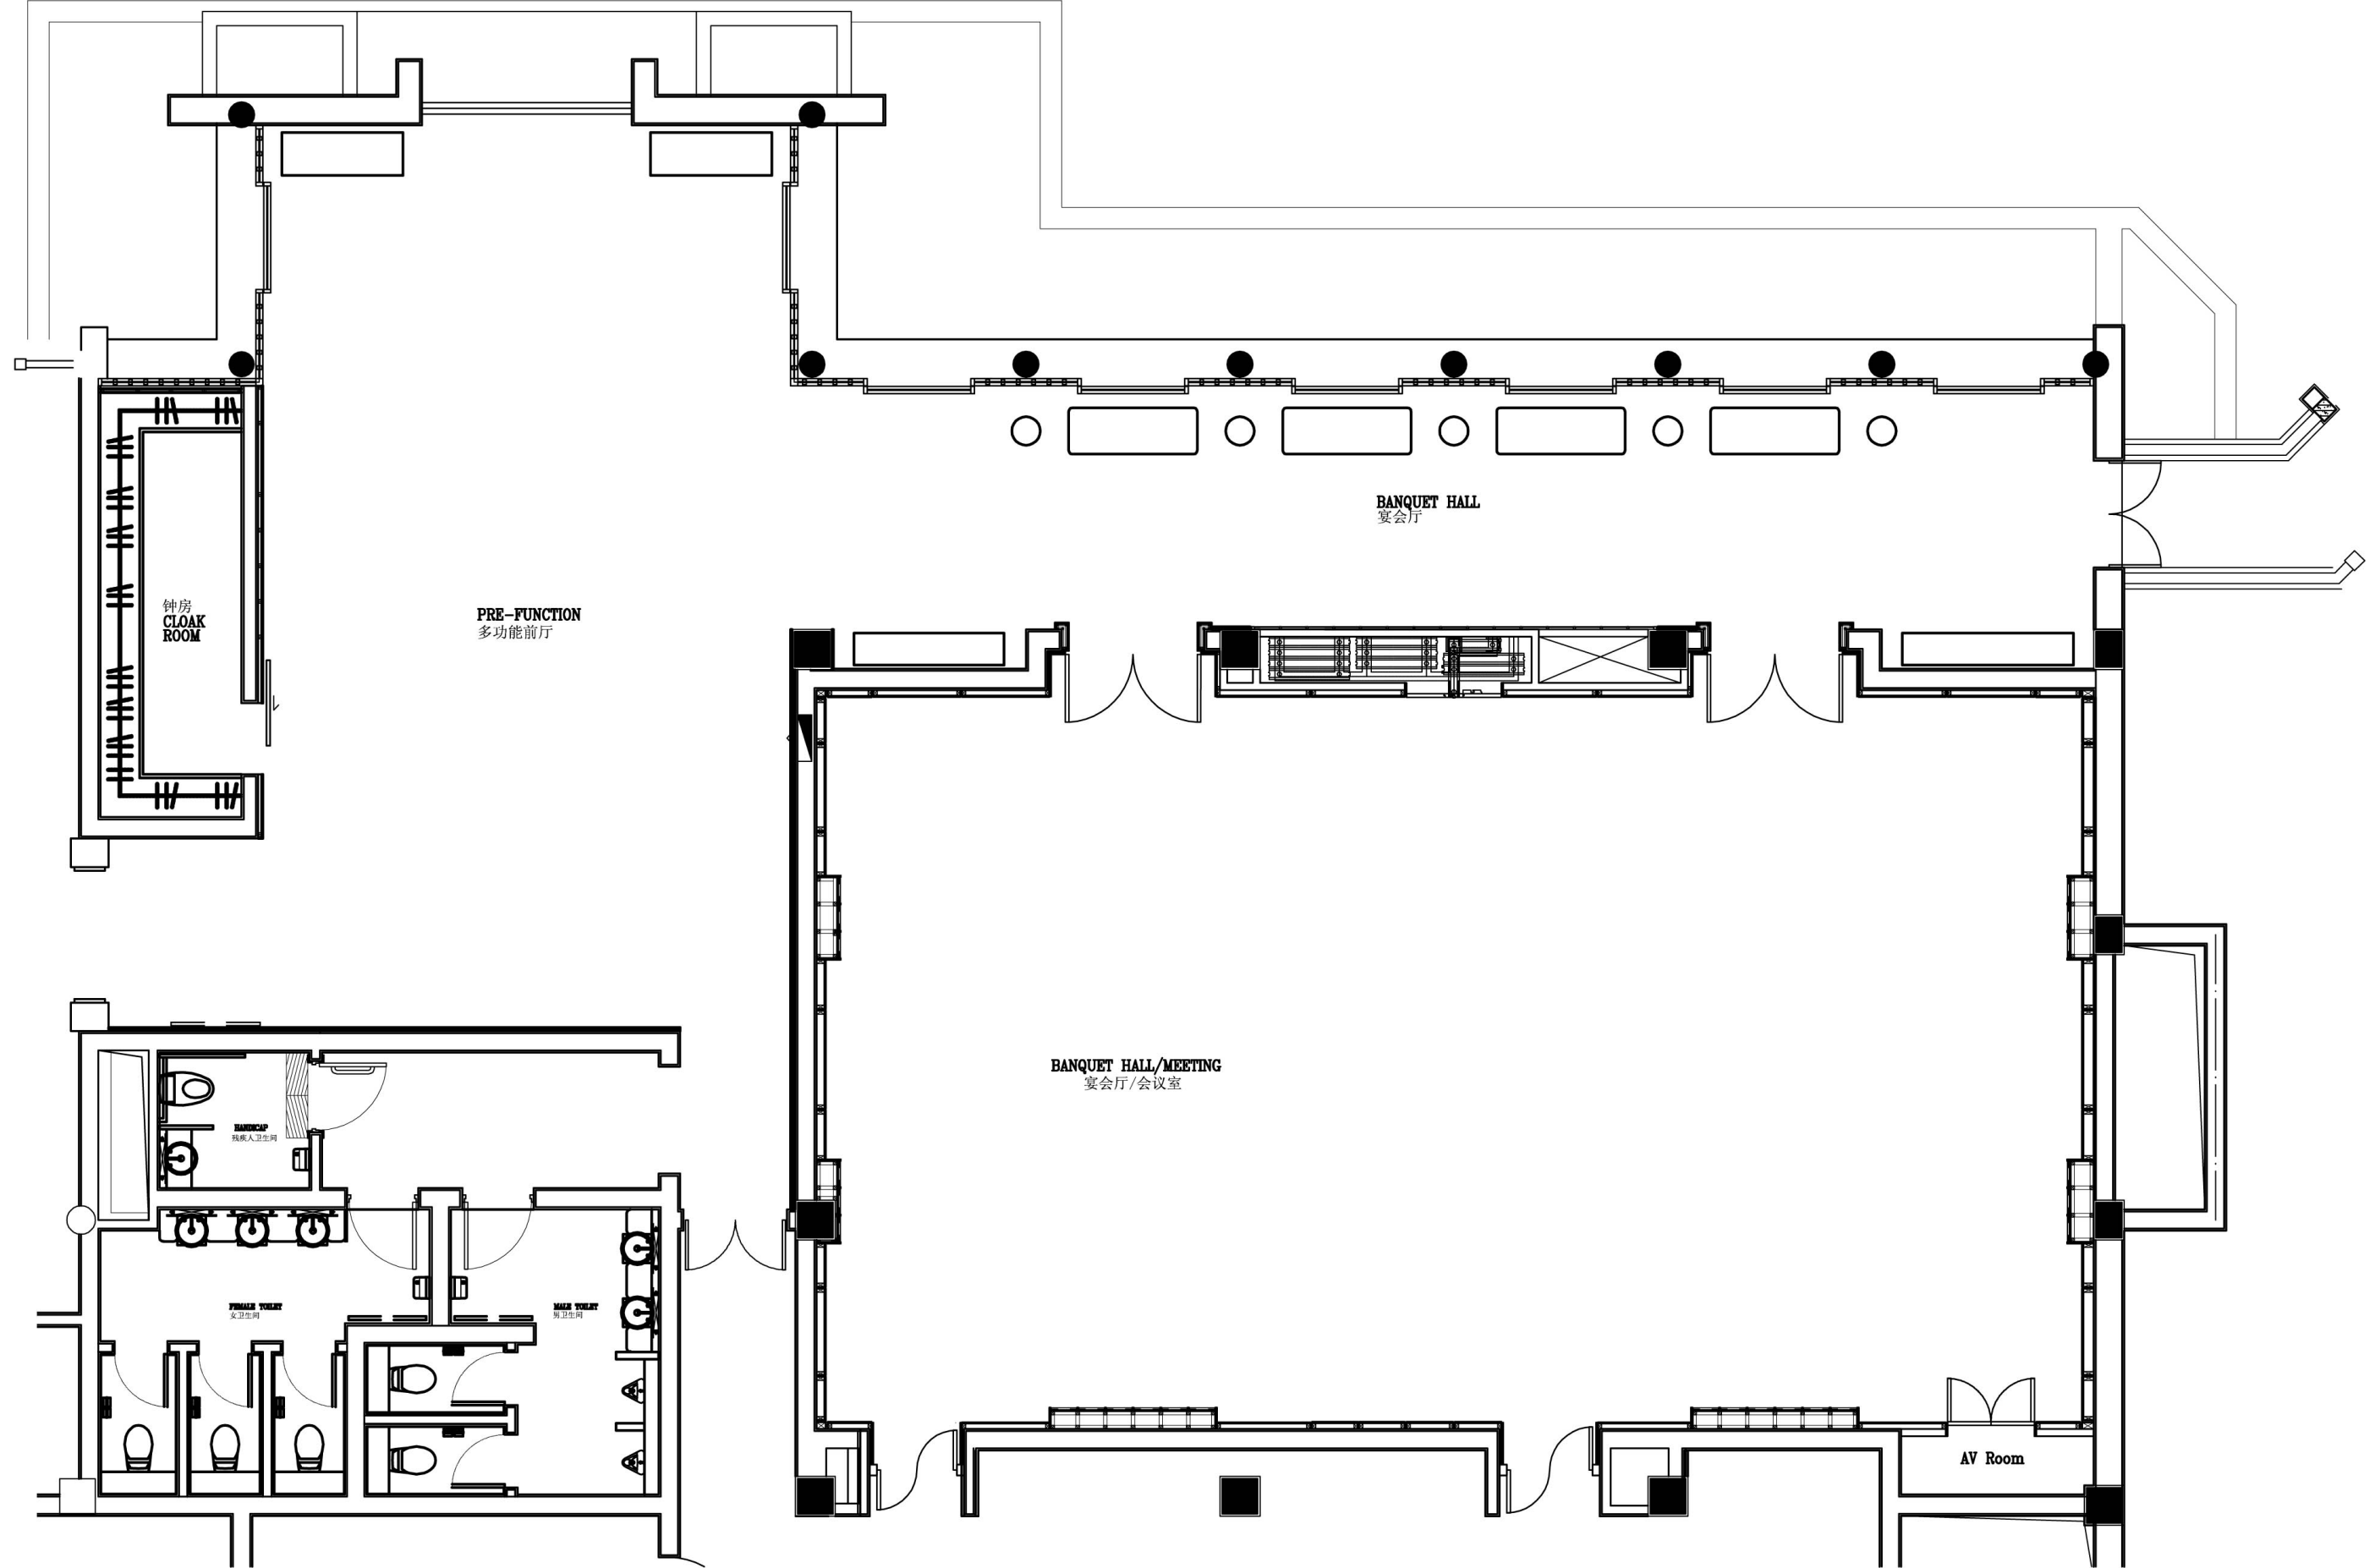 BANQUET HALL
宴会厅
钟房
CLOAK
ROOM
PRE-FUNCTION
多功能前厅
BANQUET HALL/MEETING
宴会厅/会议室
HANDICAP
残疾人卫生间
FEMALE TOILET
女卫生间
MALE TOILET
男卫生间
AV Room